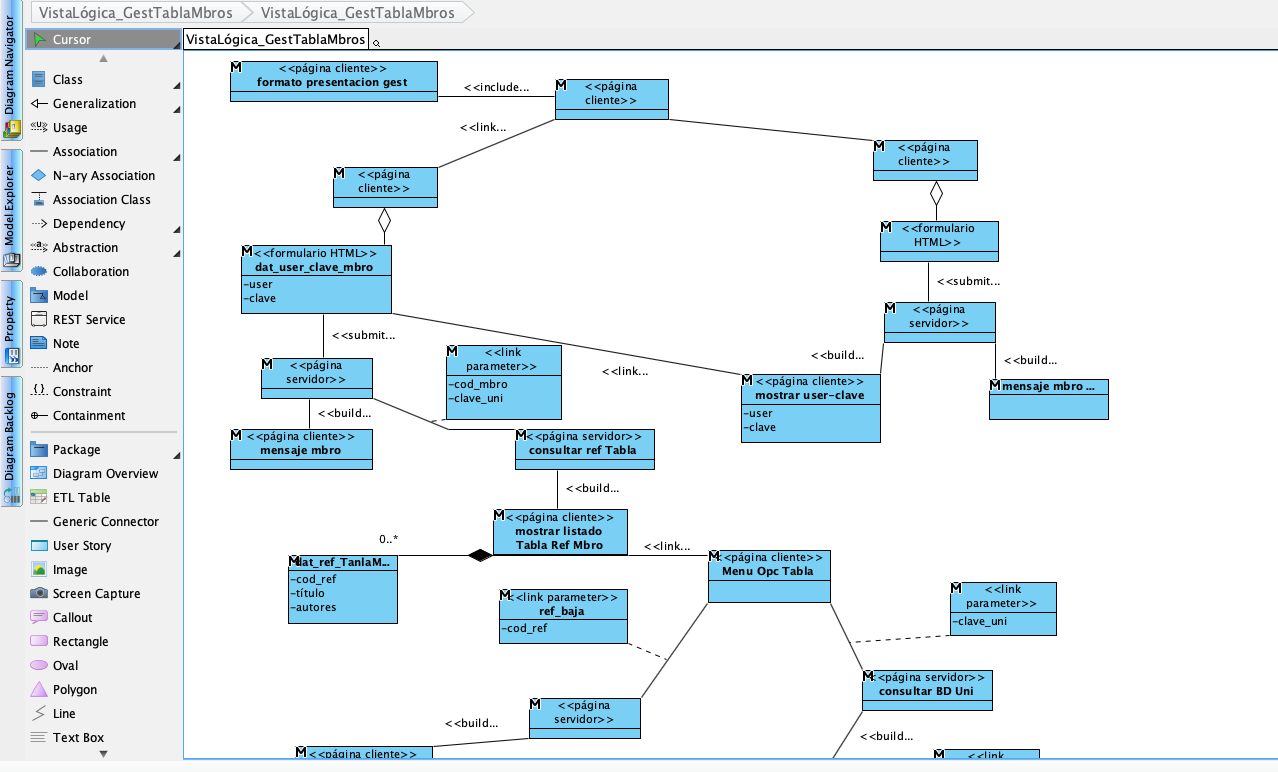 VistaLógica_GestTablaMbros
VistaLógica_GestTablaMbros
Diagram Navigator
Model Explorer
Property
Diagram Backlog
Cursor
Class
Generalization
Usage
Association
N-ary Association
Association Class
Dependency
Abstraction
Collaboration
Model
REST Service
Note
Anchor
Constraint
Containment
Package
Diagram Overview
ETL Table
Generic Connector
User Story
Image
Screen Capture
Callout
Rectangle
Oval
Polygon
Line
Text Box
VistaLógica_GestTablaMbros
M
<<página cliente>>
formato presentacion gest
<<include...
M
<<página
cliente>>
<<link...
M
<<página
cliente>>
M
<<página
cliente>>
M
<<formulario HTML>>
dat_user_clave_mbro
-user
-clave
M
<<formulario
HTML>>
<<submit...
M
<<página
servidor>>
<<submit...
<<build...
<<build...
M
<<página
servidor>>
M
<<link
parameter>>
-cod_mbro
-clave_uni
<<link...
M
<<página cliente>>
mostrar user-clave
-user
-clave
M
mensaje mbro ...
<<build...
M
<<página cliente>>
mensaje mbro
M
<<página servidor>>
consultar ref Tabla
<<build...
M
<<página cliente>>
mostrar listado
Tabla Ref Mbro
0..*
<<link...
M
dat_ref_TanlaM...
-cod_ref
-título
-autores
M
<<página cliente>>
Menu Opc Tabla
M
<<link parameter>>
ref_baja
-cod_ref
M
<<link
parameter>>
-clave_uni
M
<<página servidor>>
consultar BD Uni
M
<<página
servidor>>
<<build...
<<build...
M
<<página cliente>>
M
<<link